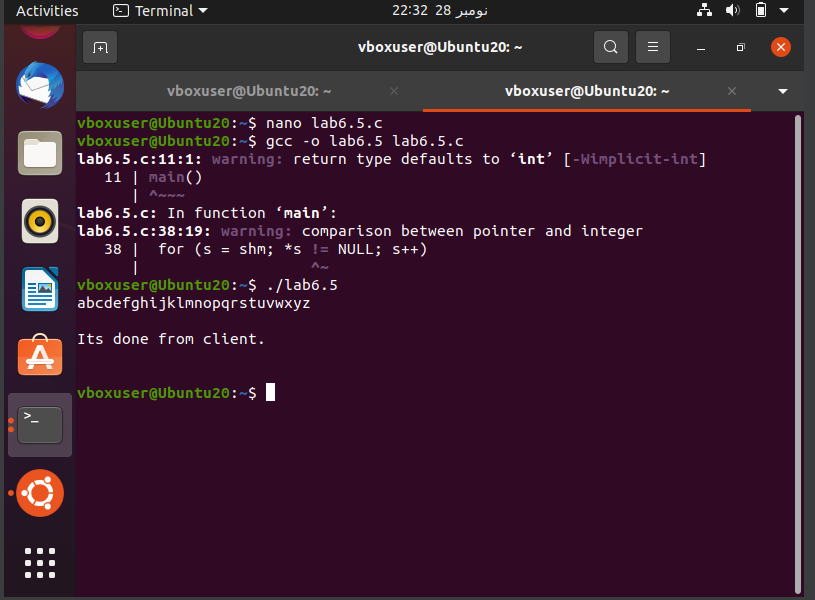 Activities
Terminal
نومبر 28 22:32
vboxuser@Ubuntu20: ~
vboxuser@Ubuntu20: ~
vboxuser@Ubuntu20: ~
vboxuser@Ubuntu20:~$ nano lab6.5.c
vboxuser@Ubuntu20:~$ gcc -o lab6.5 lab6.5.c
lab6.5.c:11:1: warning: return type defaults to ‘int’ [-Wimplicit-int]
   11 | main()
      | ^~~~
lab6.5.c: In function ‘main’:
lab6.5.c:38:19: warning: comparison between pointer and integer
   38 |  for (s = shm; *s != NULL; s++)
      |                   ^~
vboxuser@Ubuntu20:~$ ./lab6.5
abcdefghijklmnopqrstuvwxyz
Its done from client.
vboxuser@Ubuntu20:~$